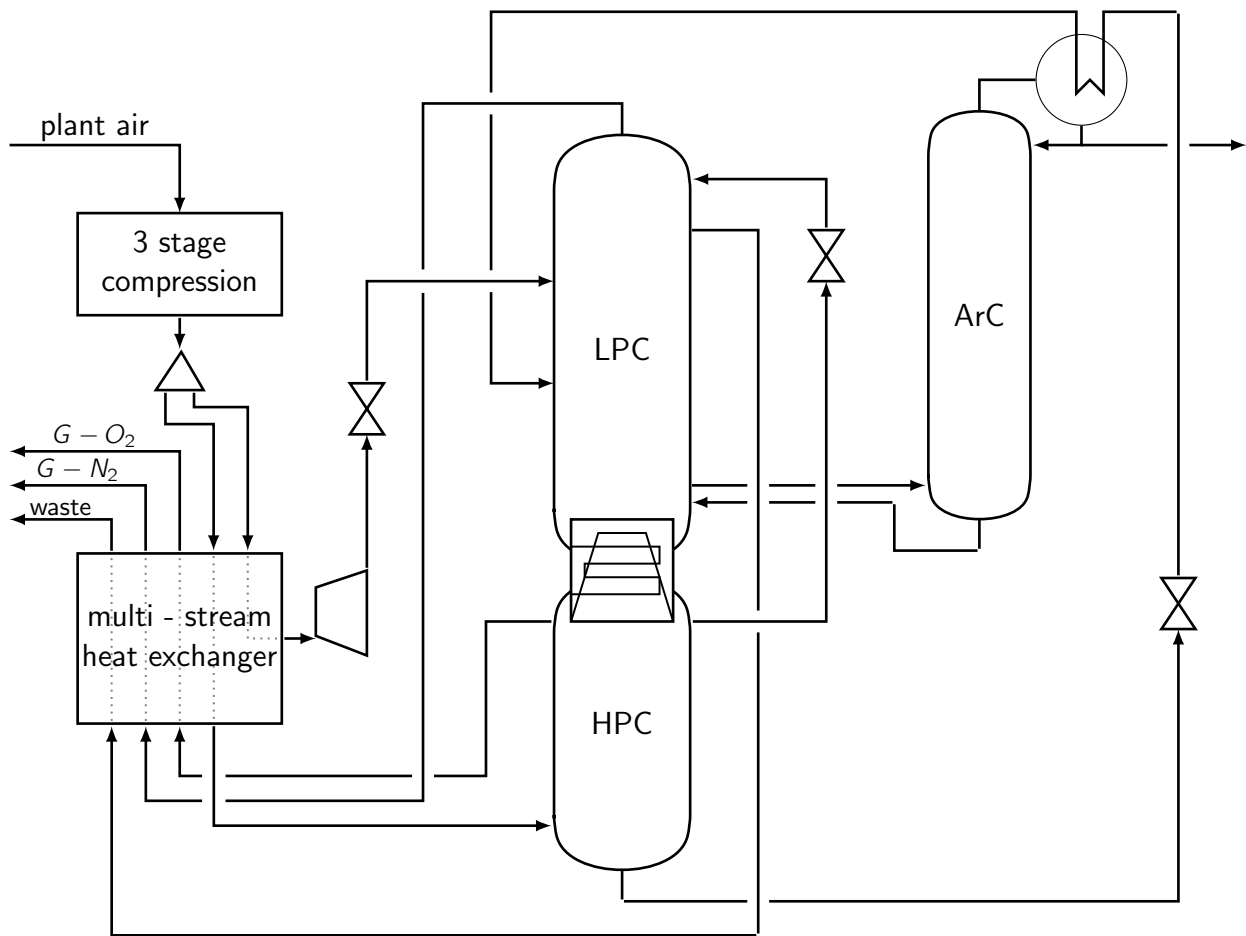 plant air
3 stage
compression
LPC
ArC
G − O₂
G − N₂
waste
multi - stream
heat exchanger
HPC